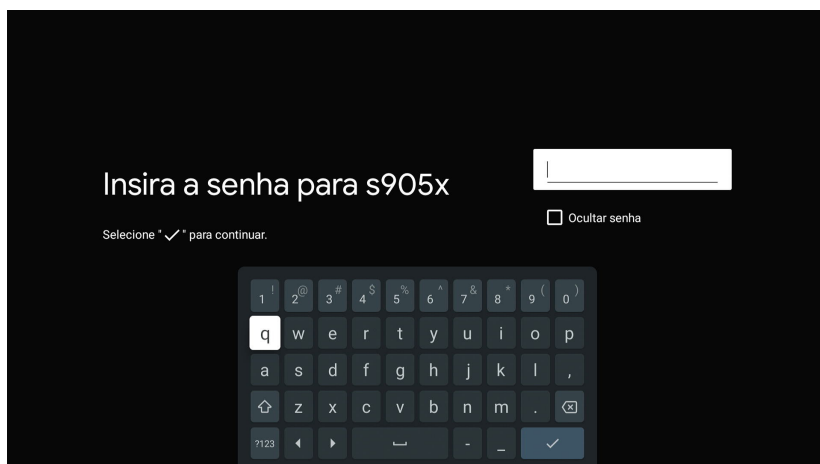 Insira a senha para s905x
Selecione " ✓ " para continuar.
Ocultar senha
1 ! 2 @ 3 # 4 $ 5 % 6 ^ 7 & 8 * 9 ( 0 )
q w e r t y u i o p
a s d f g h j k l ,
z x c v b n m .
?123 - _